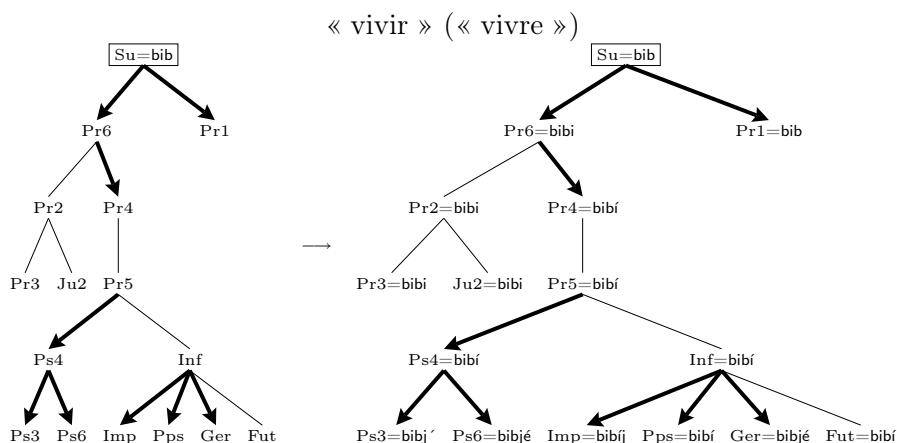 « vivir » (« vivre »)
Su=bib Su=bib
Pr6 Pr1 Pr6=bibi Pr1=bib
Pr2 Pr4 Pr2=bibi Pr4=bibí
⟶
Pr3 Ju2 Pr5 Pr3=bibi Ju2=bibi Pr5=bibí
Ps4 Inf Ps4=bibí Inf=bibí
Ps3 Ps6 Imp Pps Ger Fut Ps3=bibj´ Ps6=bibjé Imp=bibíj Pps=bibí Ger=bibjé Fut=bibí